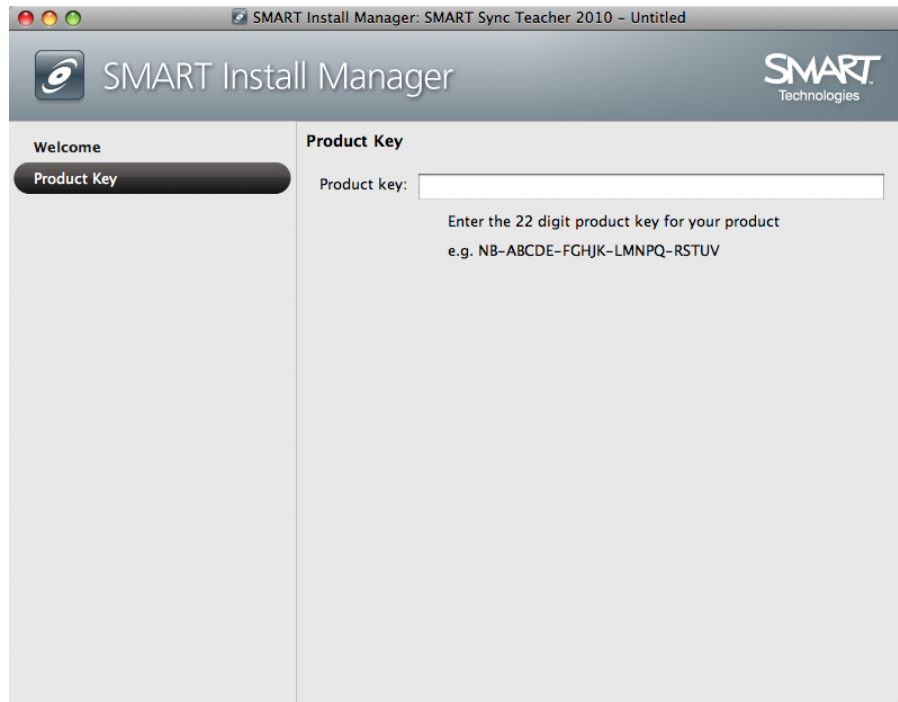 SMART Install Manager: SMART Sync Teacher 2010 – Untitled
SMART Install Manager
SMART
Technologies
Welcome
Product Key
Product Key
Product key:
Enter the 22 digit product key for your product
e.g. NB-ABCDE-FGHJK-LMNPQ-RSTUV